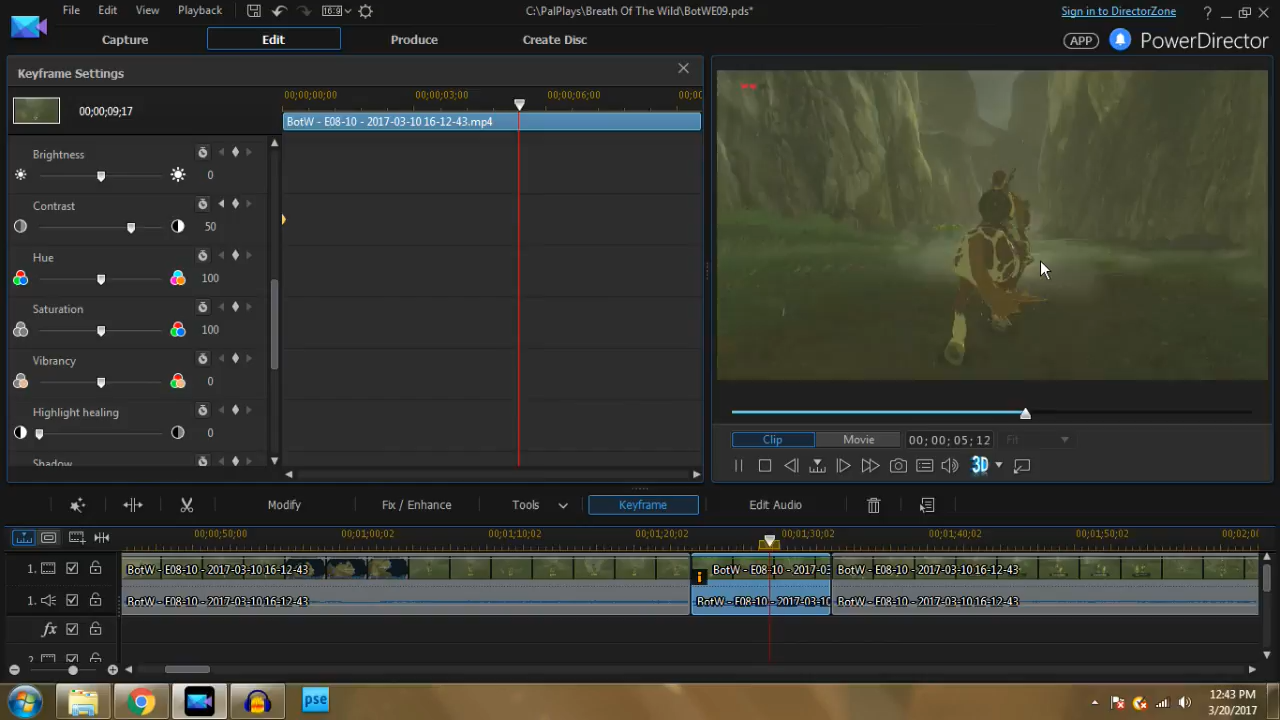 File Edit View Playback 16:9 C:\PalPlays\Breath Of The Wild\BotWE09.pds* Sign in to DirectorZone ?
Capture Edit Produce Create Disc APP PowerDirector
Keyframe Settings
00;00;09;17
00;00;00;00 00;00;03;00 00;00;06;00 00;00
BotW - E08-10 - 2017-03-10 16-12-43.mp4
Brightness
0
Contrast
50
Hue
100
Saturation
100
Vibrancy
0
Highlight healing
0
Shadow
Clip Movie 00; 00; 05; 12 Fit
3D
Modify Fix / Enhance Tools Keyframe Edit Audio
00;00;50;00 00;01;00;02 00;01;10;02 00;01;20;02 00;01;30;02 00;01;40;02 00;01;50;02 00;02;0
1. BotW - E08-10 - 2017-03-10 16-12-43 i BotW - E08-10 - 2017-03-10 BotW - E08-10 - 2017-03-10 16-12-43
1. BotW - E08-10 - 2017-03-10 16-12-43 BotW - E08-10 - 2017-03-10 BotW - E08-10 - 2017-03-10 16-12-43
fx
2
pse
12:43 PM
3/20/2017